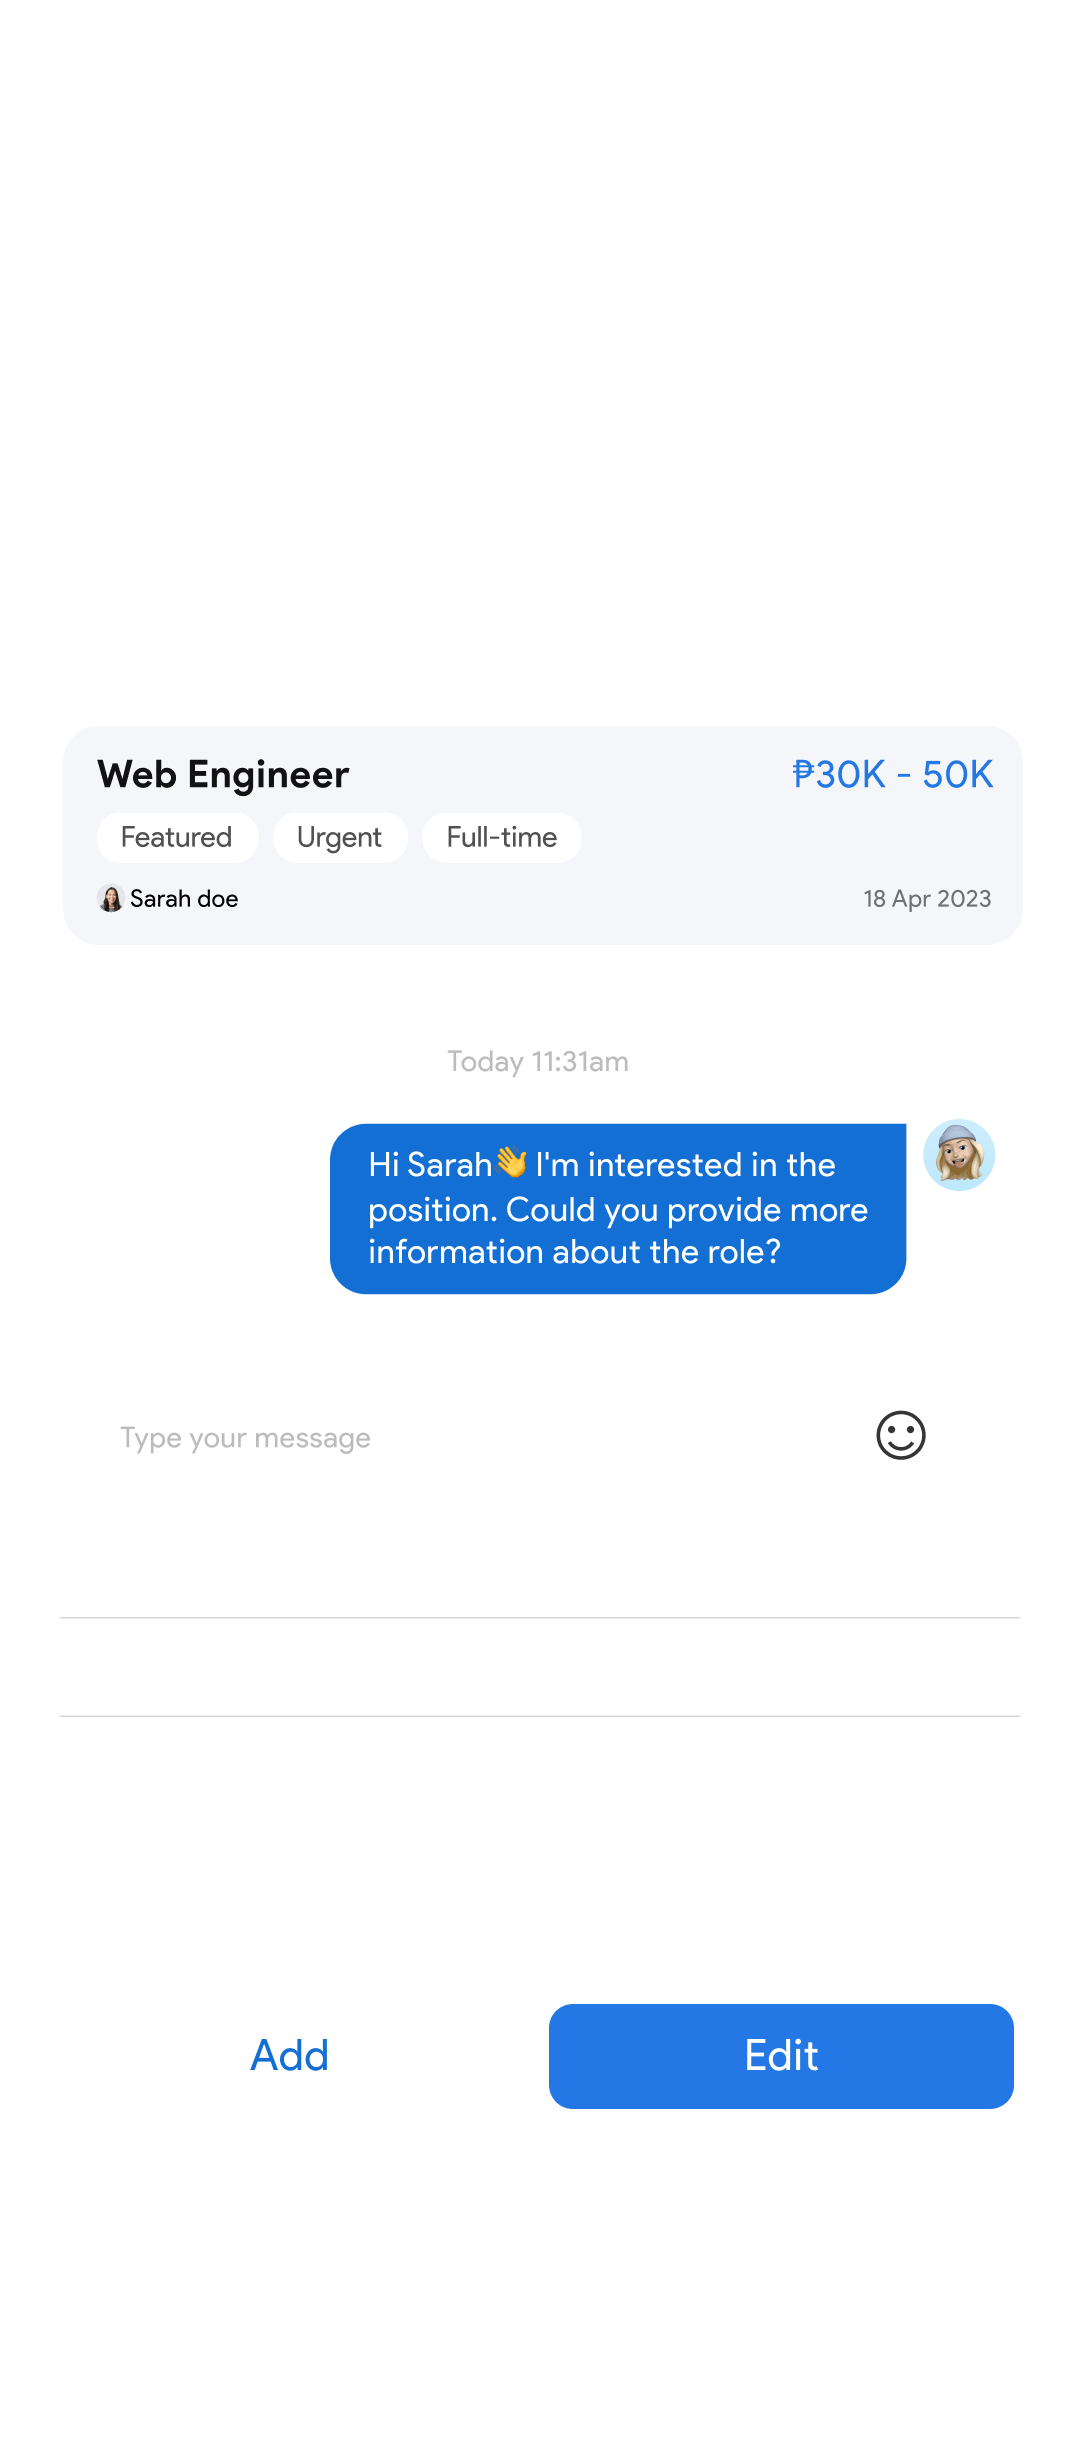 Web Engineer ₱30K - 50K
Featured Urgent Full-time
Sarah doe 18 Apr 2023
Today 11:31am
Hi Sarah👋 I'm interested in the
position. Could you provide more
information about the role?
Type your message
Add Edit